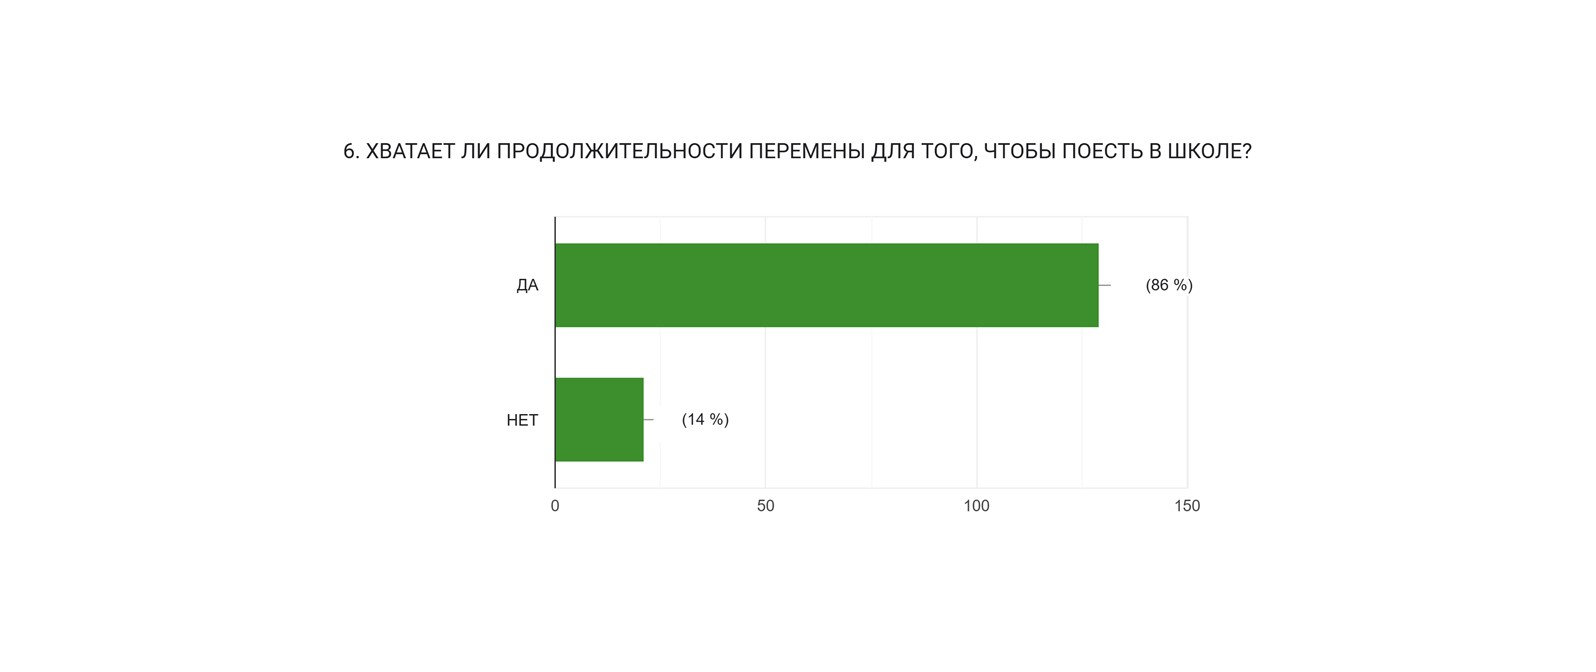 6. ХВАТАЕТ ЛИ ПРОДОЛЖИТЕЛЬНОСТИ ПЕРЕМЕНЫ ДЛЯ ТОГО, ЧТОБЫ ПОЕСТЬ В ШКОЛЕ?
ДА (86 %)
НЕТ (14 %)
0 50 100 150